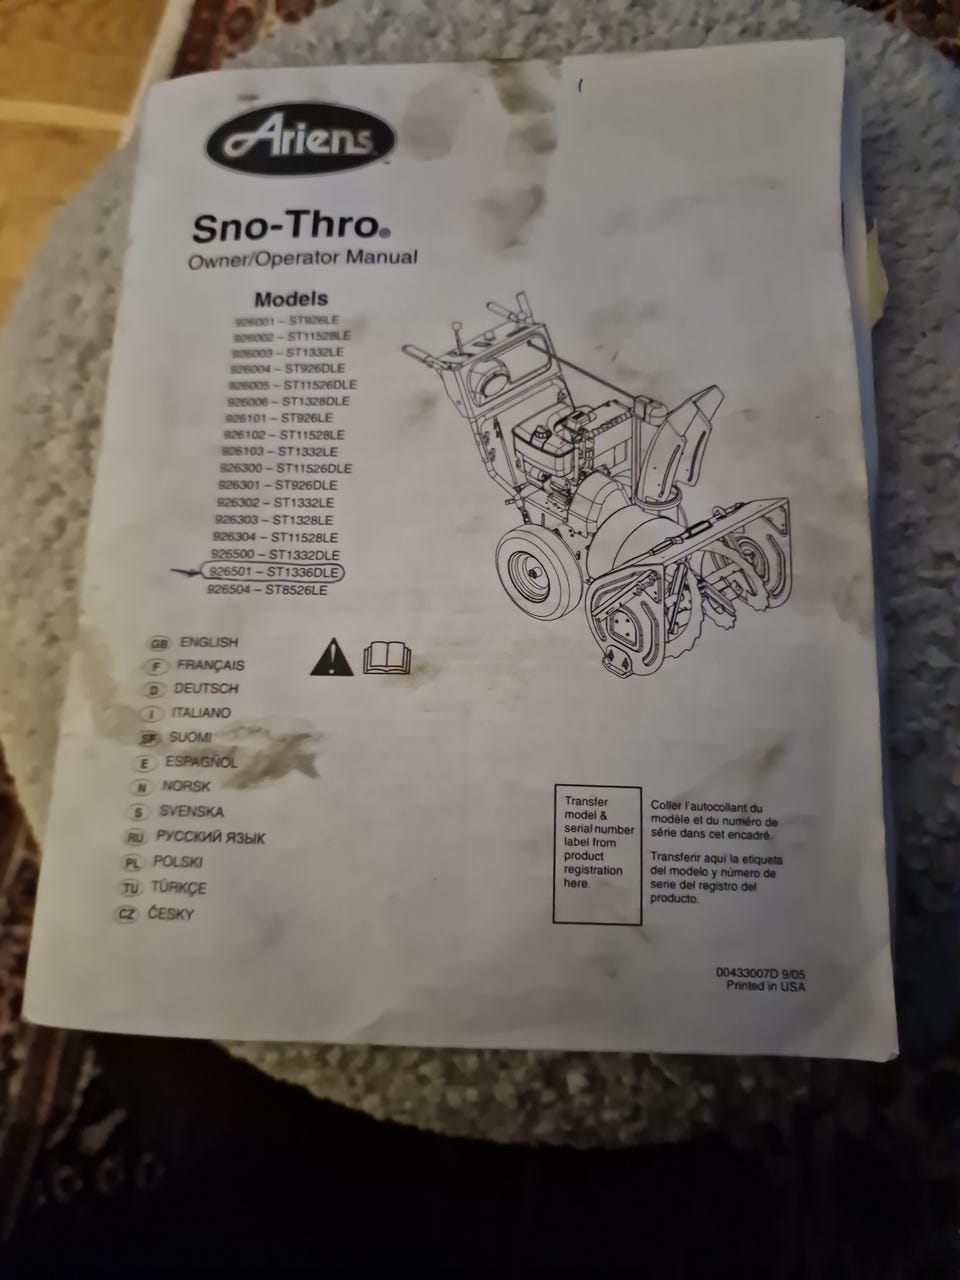 Ariens
Sno-Thro®
Owner/Operator Manual
Models
926001 – ST926LE
926002 – ST11528LE
926003 – ST1332LE
926004 – ST926DLE
926005 – ST11526DLE
926006 – ST1328DLE
926101 – ST926LE
926102 – ST11528LE
926103 – ST1332LE
926300 – ST11526DLE
926301 – ST926DLE
926302 – ST1332LE
926303 – ST1328LE
926304 – ST11528LE
926500 – ST1332DLE
926501 – ST1336DLE
926504 – ST8526LE
GB ENGLISH
F FRANÇAIS
D DEUTSCH
I ITALIANO
SF SUOMI
E ESPAGÑOL
N NORSK
S SVENSKA
RU РУССКИЙ ЯЗЫК
PL POLSKI
TU TÜRKÇE
CZ ČESKY
Transfer
model &
serial number
label from
product
registration
here.
Coller l'autocollant du
modèle et du numéro de
série dans cet encadré.
Transferir aqui la etiqueta
del modelo y número de
serie del registro del
producto.
00433007D 9/05
Printed in USA